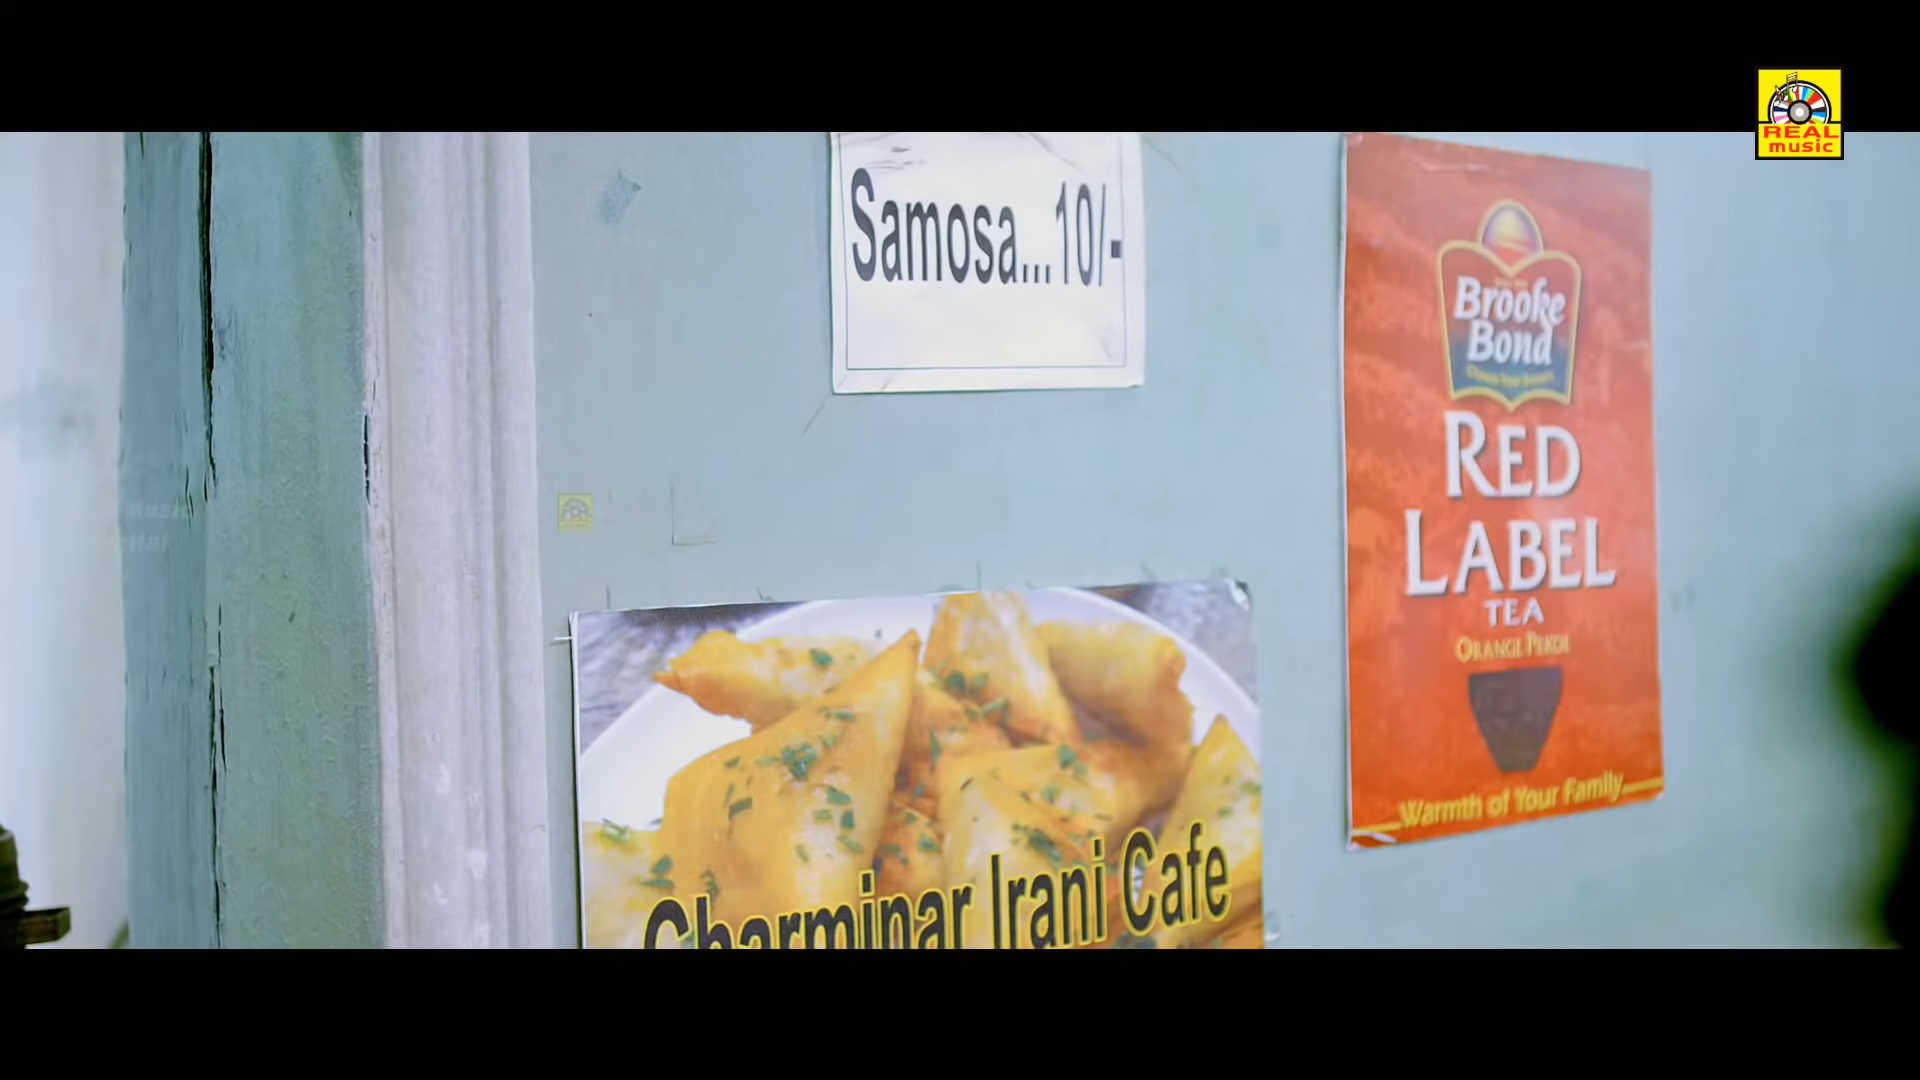 REAL
music
Samosa...10/-
Brooke
Bond
RED
LABEL
TEA
ORANGE PEKOE
Warmth of Your Family
Charminar Irani Cafe